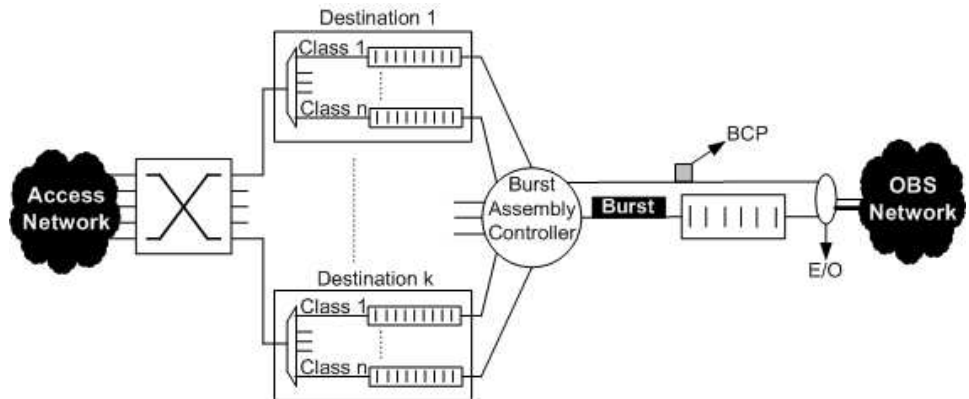 Destination 1
Class 1
Class n
Access
Network
Burst
Assembly
Controller
BCP
Burst
OBS
Network
E/O
Destination k
Class 1
Class n